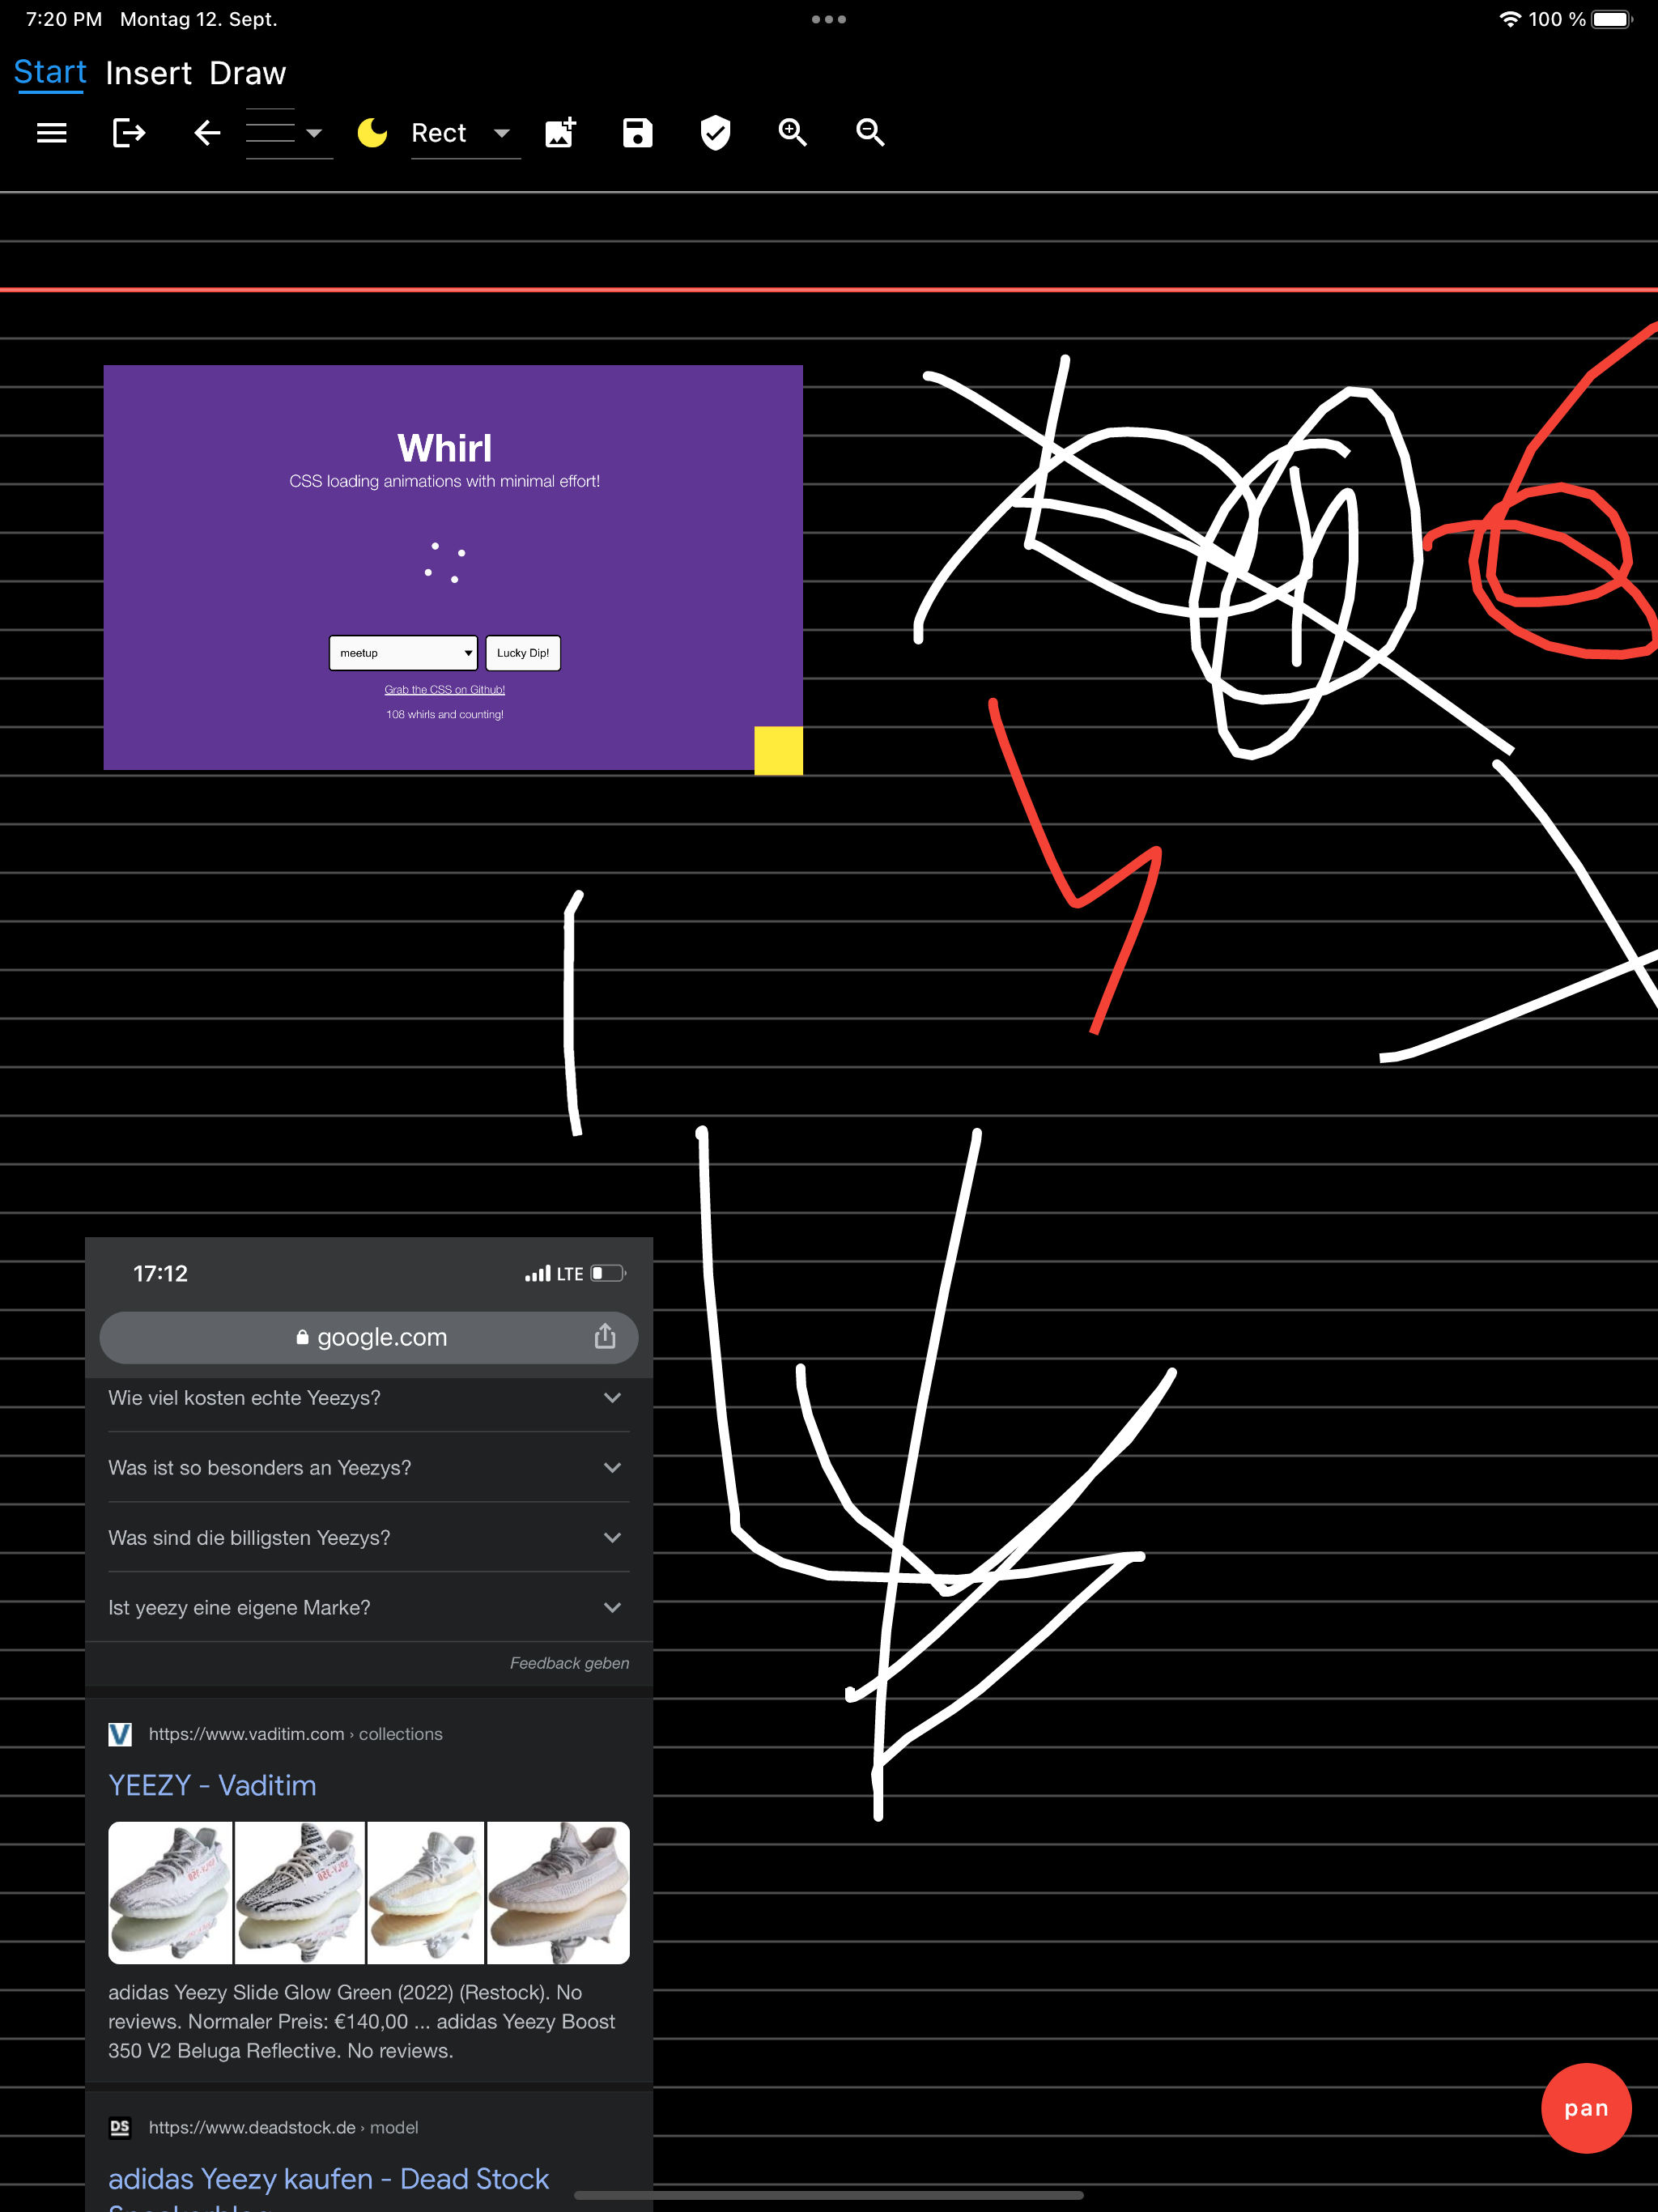 7:20 PM Montag 12. Sept.
100 %
Start Insert Draw
Rect
Whirl
CSS loading animations with minimal effort!
meetup
Lucky Dip!
Grab the CSS on Github!
108 whirls and counting!
17:12
LTE
google.com
Wie viel kosten echte Yeezys?
Was ist so besonders an Yeezys?
Was sind die billigsten Yeezys?
Ist yeezy eine eigene Marke?
Feedback geben
V https://www.vaditim.com › collections
YEEZY - Vaditim
adidas Yeezy Slide Glow Green (2022) (Restock). No
reviews. Normaler Preis: €140,00 ... adidas Yeezy Boost
350 V2 Beluga Reflective. No reviews.
DS https://www.deadstock.de › model
adidas Yeezy kaufen - Dead Stock
pan